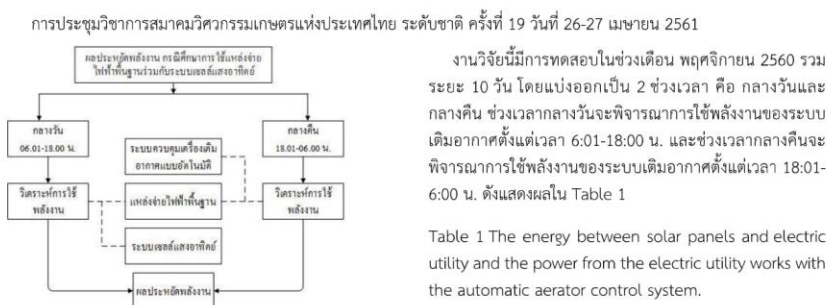 การประชุมวิชาการสมาคมวิศวกรรมเกษตรแห่งประเทศไทย ระดับชาติ ครั้งที่ 19 วันที่ 26-27 เมษายน 2561
ผลประหยัดพลังงาน กรณีศึกษาการใช้แหล่งจ่าย
ไฟฟ้าพื้นฐานร่วมกับระบบเซลล์แสงอาทิตย์
กลางวัน
06.01-18.00 น.
กลางคืน
18.01-06.00 น.
ระบบควบคุมเครื่องเติม
อากาศแบบอัตโนมัติ
วิเคราะห์การใช้
พลังงาน
แหล่งจ่ายไฟฟ้าพื้นฐาน
วิเคราะห์การใช้
พลังงาน
ระบบเซลล์แสงอาทิตย์
ผลประหยัดพลังงาน
งานวิจัยนี้มีการทดสอบในช่วงเดือน พฤศจิกายน 2560 รวม
ระยะ 10 วัน โดยแบ่งออกเป็น 2 ช่วงเวลา คือ กลางวันและ
กลางคืน ช่วงเวลากลางวันจะพิจารณาการใช้พลังงานของระบบ
เติมอากาศตั้งแต่เวลา 6:01-18:00 น. และช่วงเวลากลางคืนจะ
พิจารณาการใช้พลังงานของระบบเติมอากาศตั้งแต่เวลา 18:01-
6:00 น. ดังแสดงผลใน Table 1
Table 1 The energy between solar panels and electric
utility and the power from the electric utility works with
the automatic aerator control system.